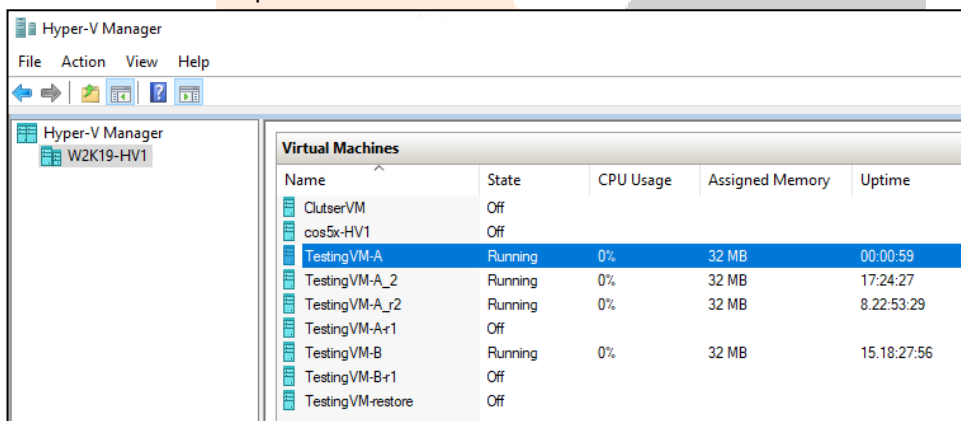 Hyper-V Manager
File Action View Help
Hyper-V Manager
W2K19-HV1
Virtual Machines
Name State CPU Usage Assigned Memory Uptime
ClutserVM Off
cos5x-HV1 Off
TestingVM-A Running 0% 32 MB 00:00:59
TestingVM-A_2 Running 0% 32 MB 17:24:27
TestingVM-A_r2 Running 0% 32 MB 8.22:53:29
TestingVM-A-r1 Off
TestingVM-B Running 0% 32 MB 15.18:27:56
TestingVM-B-r1 Off
TestingVM-restore Off